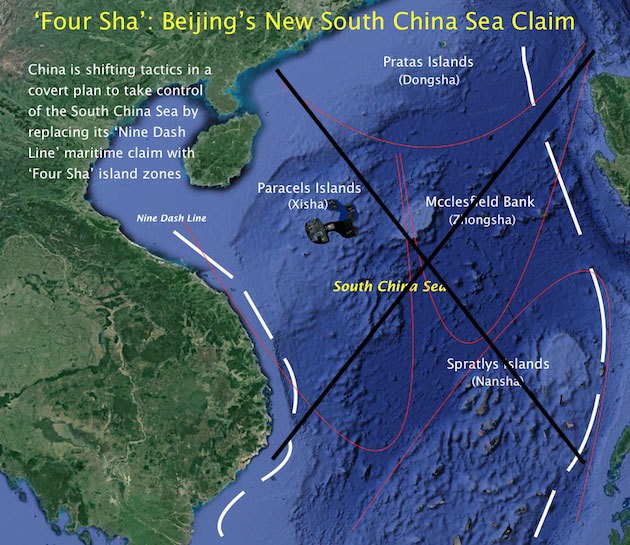 ‘Four Sha’: Beijing’s New South China Sea Claim
China is shifting tactics in a
covert plan to take control
of the South China Sea by
replacing its ‘Nine Dash
Line’ maritime claim with
‘Four Sha’ island zones
Pratas Islands
(Dongsha)
Paracels Islands
(Xisha)
Mcclesfield Bank
(Zhongsha)
Nine Dash Line
South China Sea
Spratlys Islands
(Nansha)